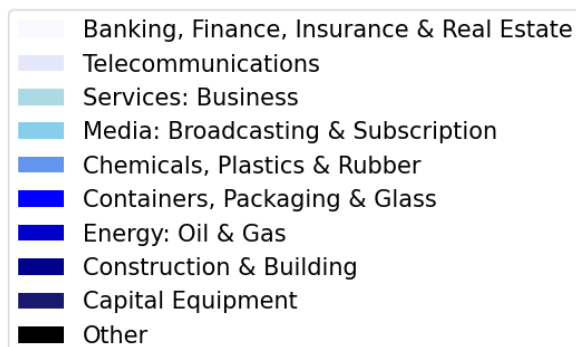 Banking, Finance, Insurance & Real Estate
Telecommunications
Services: Business
Media: Broadcasting & Subscription
Chemicals, Plastics & Rubber
Containers, Packaging & Glass
Energy: Oil & Gas
Construction & Building
Capital Equipment
Other